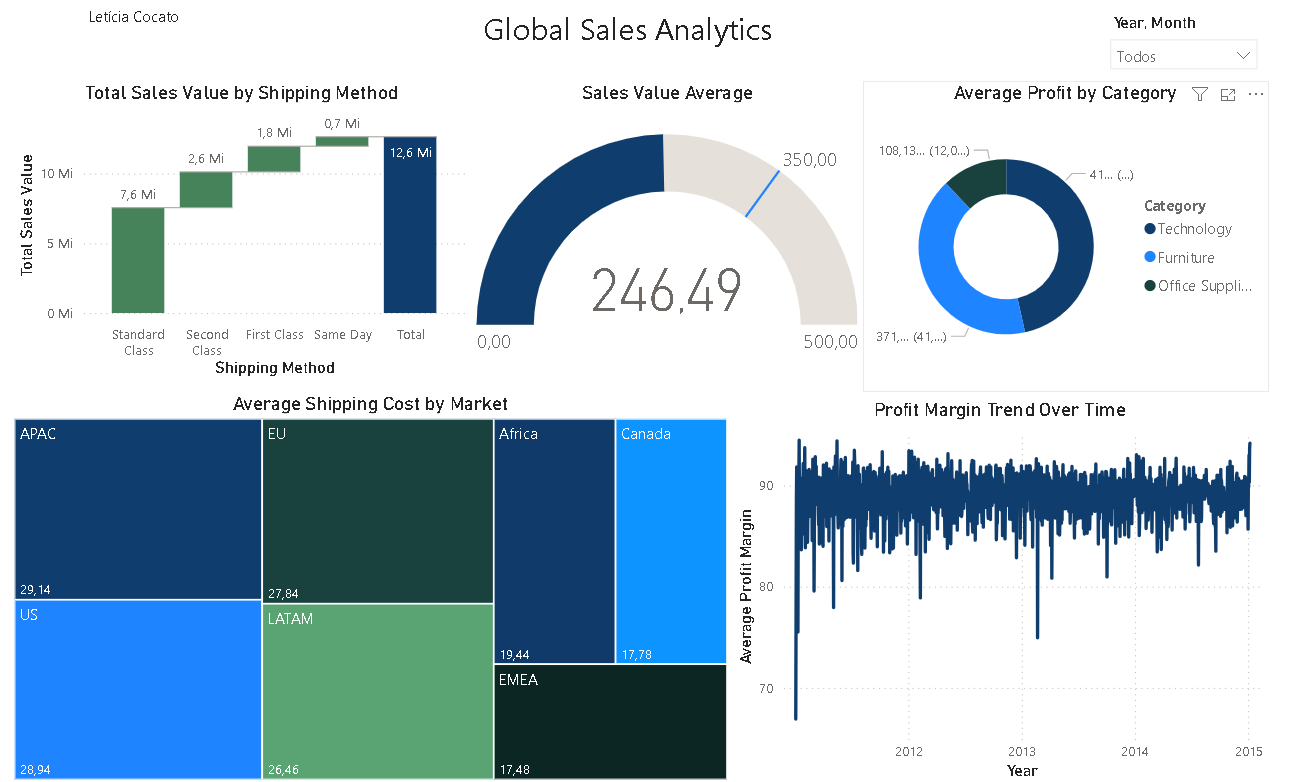 Letícia Cocato
Global Sales Analytics
Year, Month
Todos
Total Sales Value by Shipping Method
Total Sales Value
10 Mi
5 Mi
0 Mi
7,6 Mi
2,6 Mi
1,8 Mi
0,7 Mi
12,6 Mi
Standard
Class
Second
Class
First Class
Same Day
Total
Shipping Method
Sales Value Average
350,00
246,49
0,00
500,00
Average Profit by Category
108,13... (12,0...)
41... (...)
371,... (41,...)
Category
Technology
Furniture
Office Suppli...
Average Shipping Cost by Market
APAC
29,14
US
28,94
EU
27,84
LATAM
26,46
Africa
19,44
Canada
17,78
EMEA
17,48
Profit Margin Trend Over Time
Average Profit Margin
90
80
70
2012
2013
2014
2015
Year